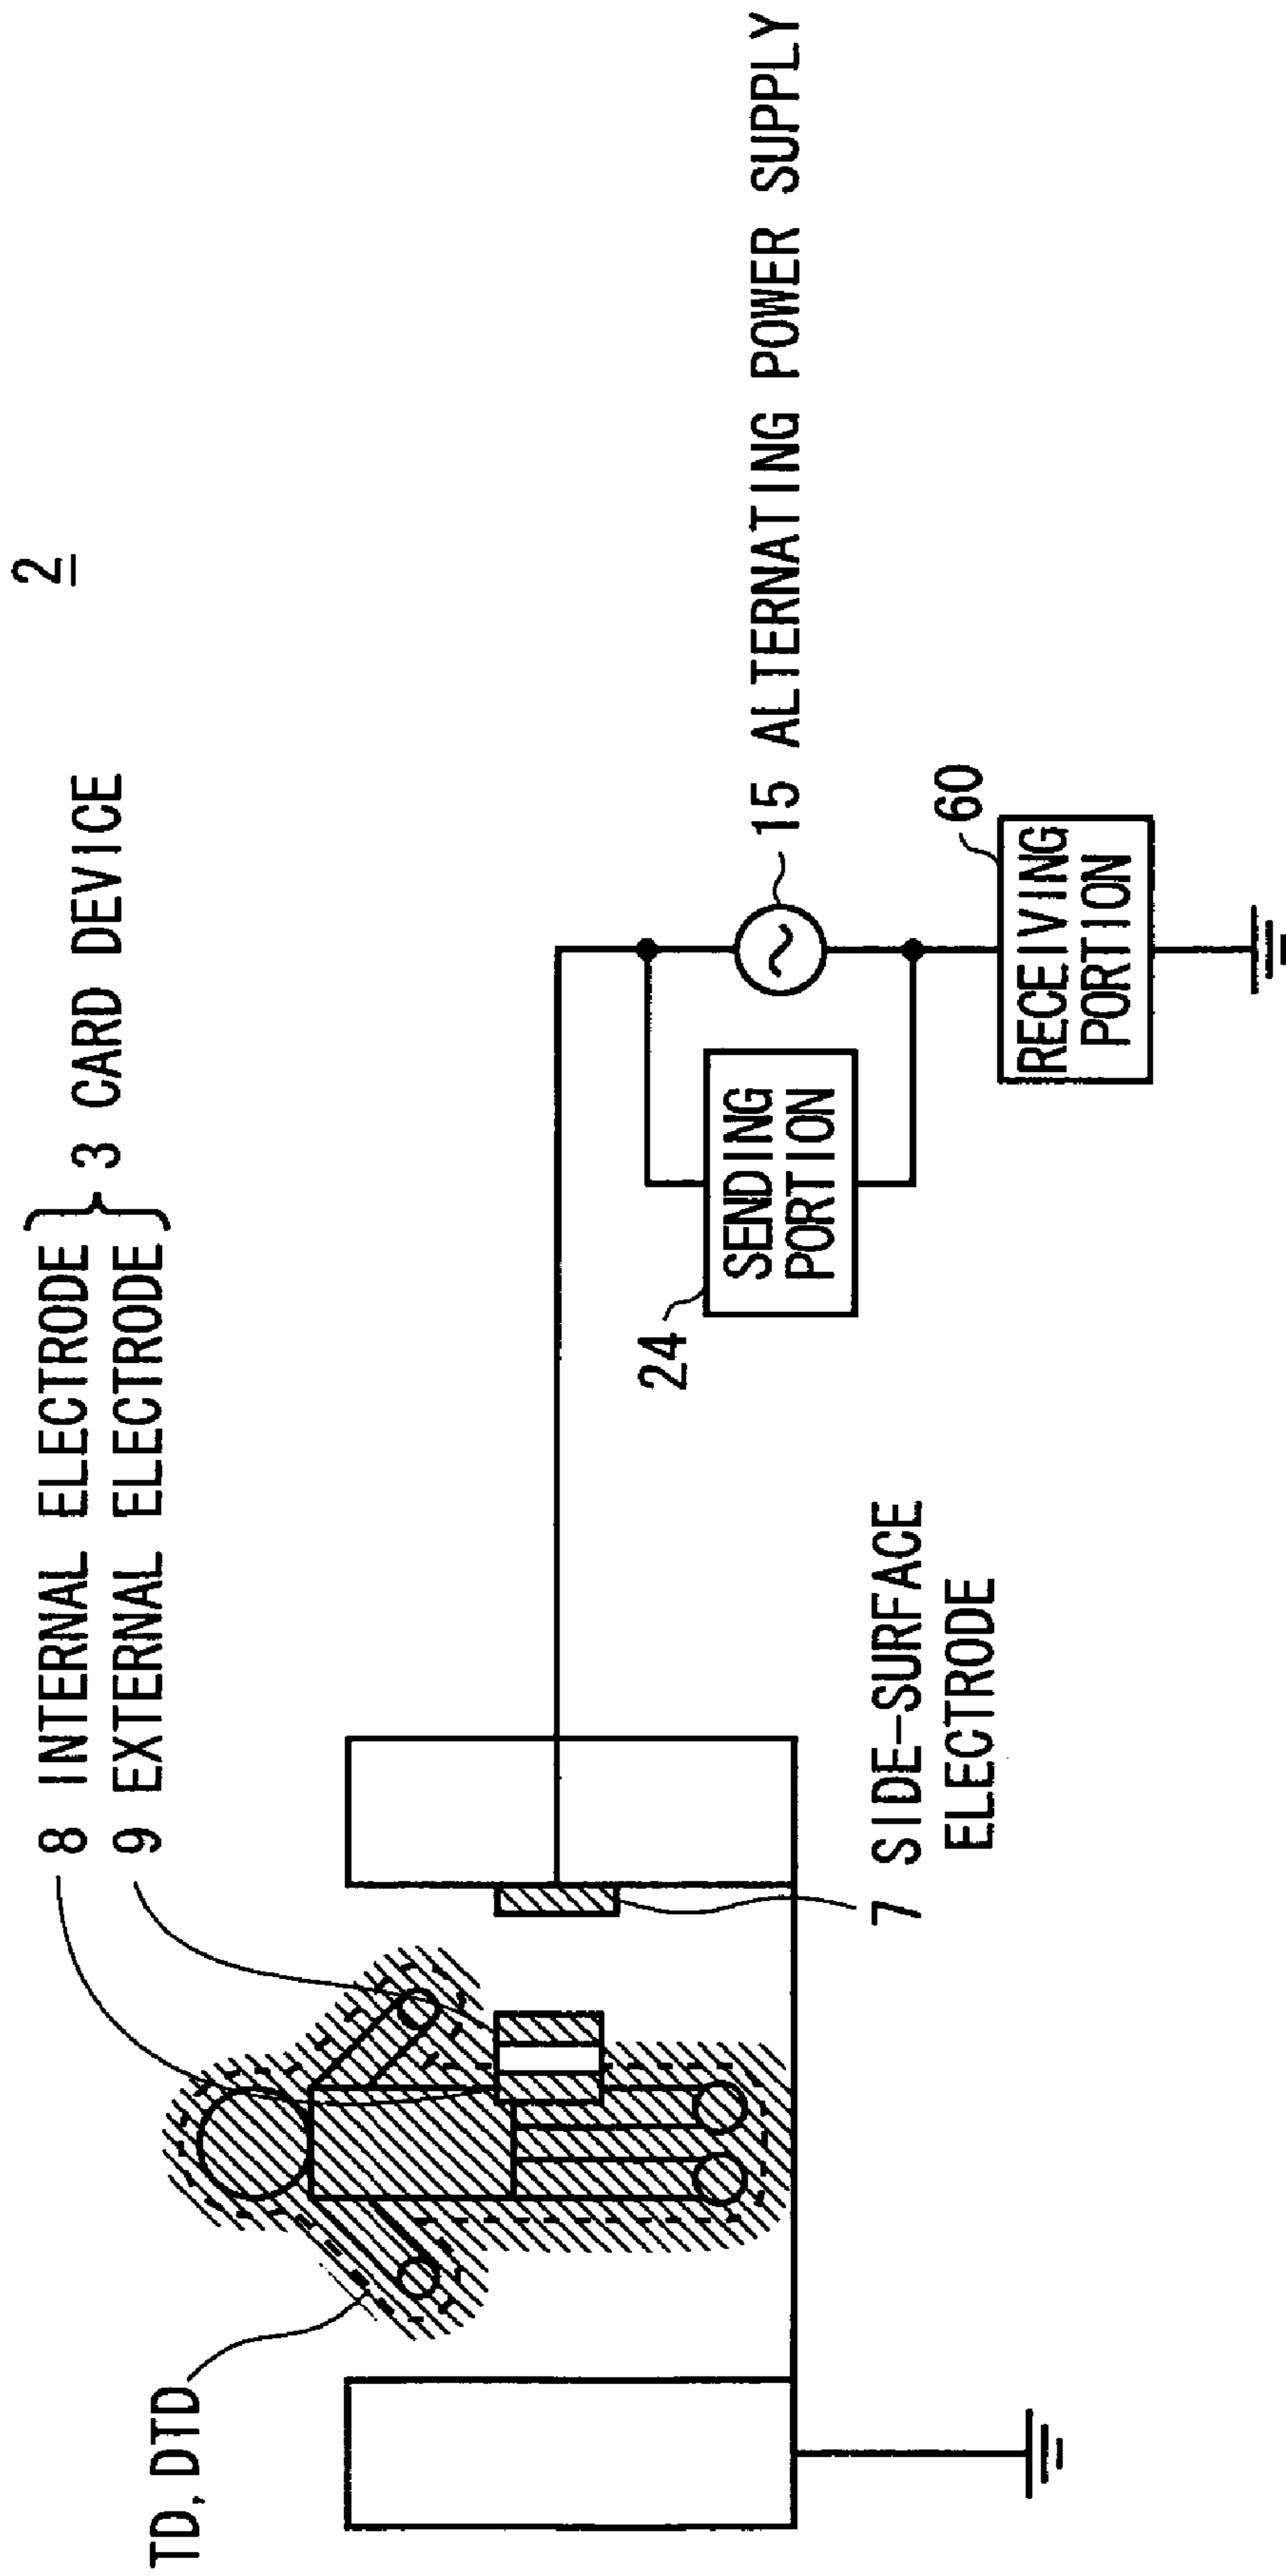 2
8 INTERNAL ELECTRODE
9 EXTERNAL ELECTRODE
3 CARD DEVICE
TD, DTD
15 ALTERNATING POWER SUPPLY
24
SENDING
PORTION
60
RECEIVING
PORTION
7 SIDE-SURFACE
ELECTRODE